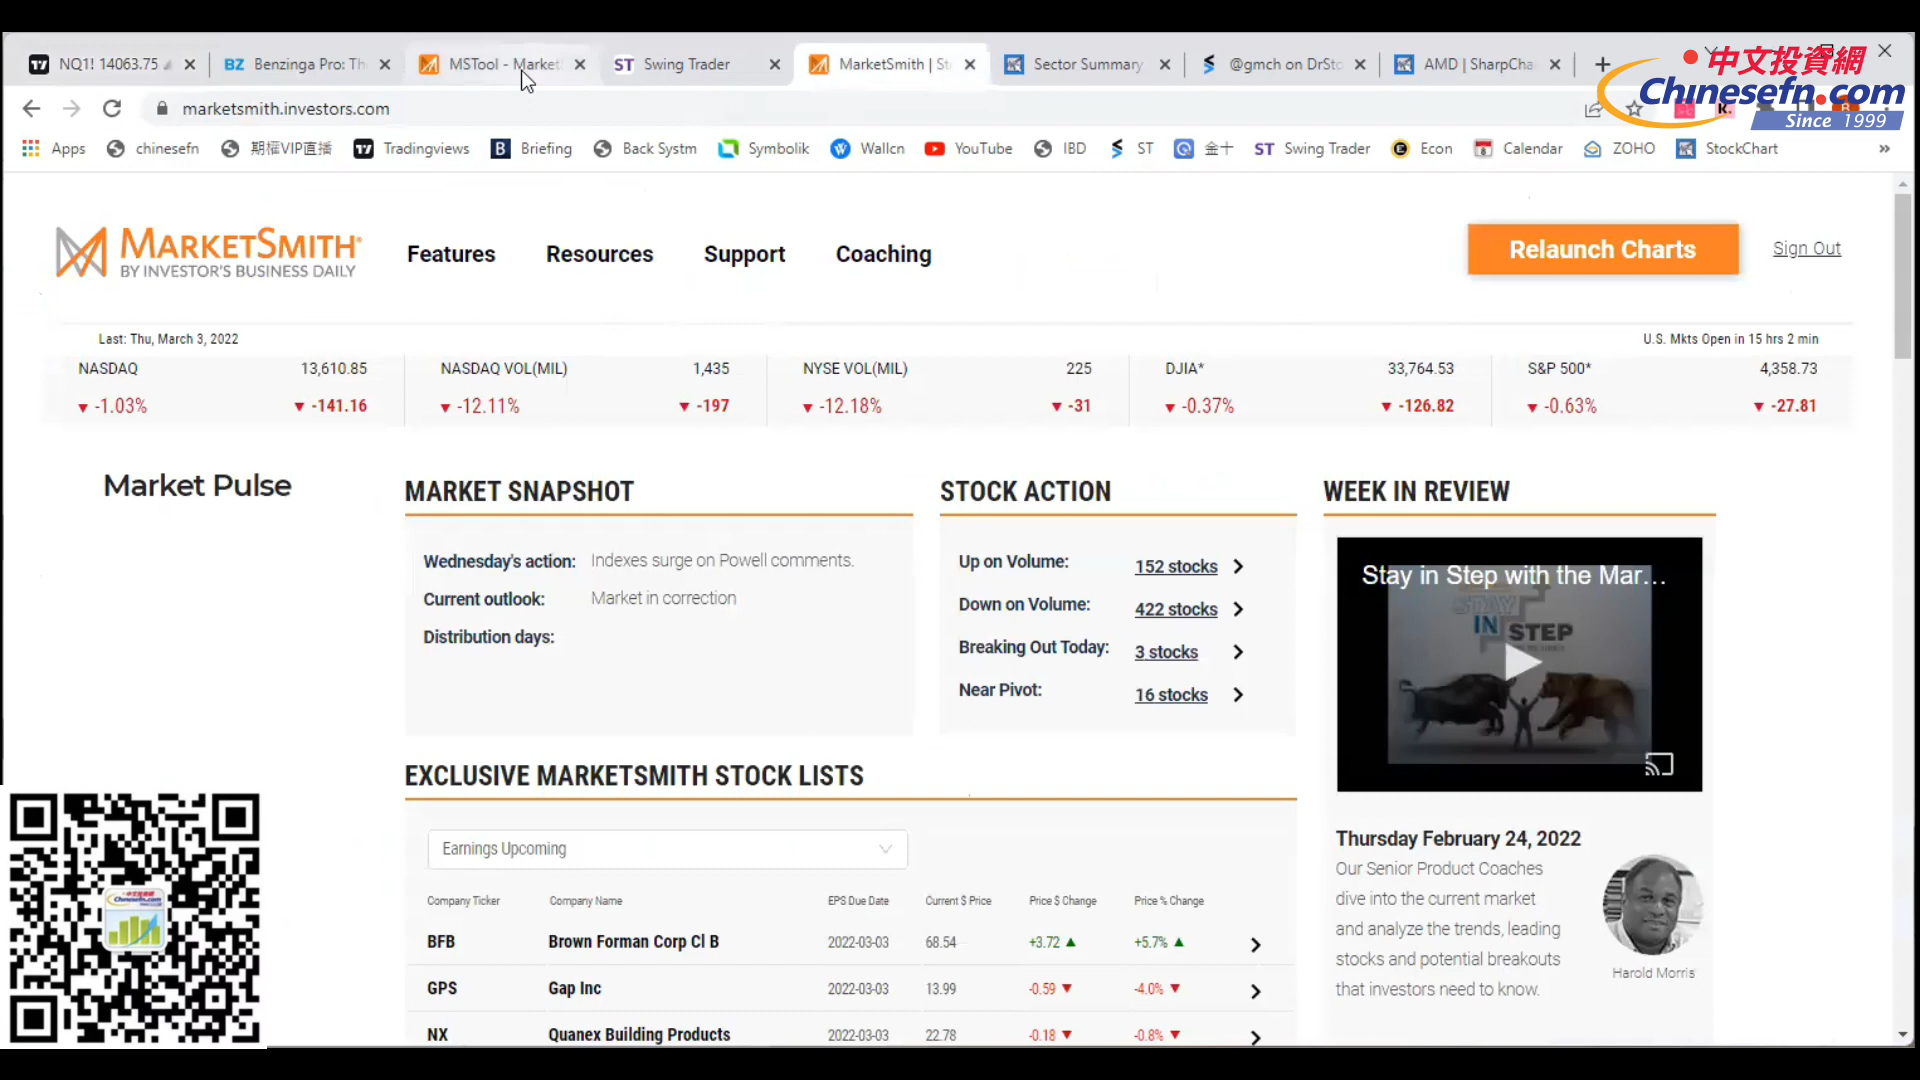 NQ1! 14063.75
Benzinga Pro: Th
MSTool - Market
Swing Trader
MarketSmith | St
Sector Summary
@gmch on DrSto
AMD | SharpCha
中文投資網
Chinesefn.com
Since 1999
marketsmith.investors.com
Apps
chinesefn
期權VIP直播
Tradingviews
Briefing
Back Systm
Symbolik
Wallcn
YouTube
IBD
ST
金十
ST Swing Trader
Econ
Calendar
ZOHO
StockChart
MARKETSMITH
BY INVESTOR'S BUSINESS DAILY
Features
Resources
Support
Coaching
Relaunch Charts
Sign Out
Last: Thu, March 3, 2022
U.S. Mkts Open in 15 hrs 2 min
NASDAQ 13,610.85
▼ -1.03% ▼ -141.16
NASDAQ VOL(MIL) 1,435
▼ -12.11% ▼ -197
NYSE VOL(MIL) 225
▼ -12.18% ▼ -31
DJIA* 33,764.53
▼ -0.37% ▼ -126.82
S&P 500* 4,358.73
▼ -0.63% ▼ -27.81
Market Pulse
MARKET SNAPSHOT
Wednesday's action: Indexes surge on Powell comments.
Current outlook: Market in correction
Distribution days:
STOCK ACTION
Up on Volume: 152 stocks
Down on Volume: 422 stocks
Breaking Out Today: 3 stocks
Near Pivot: 16 stocks
WEEK IN REVIEW
Stay in Step with the Mar...
STAY
IN STEP
Thursday February 24, 2022
Our Senior Product Coaches
dive into the current market
and analyze the trends, leading
stocks and potential breakouts
that investors need to know.
Harold Morris
EXCLUSIVE MARKETSMITH STOCK LISTS
Earnings Upcoming
Company Ticker Company Name EPS Due Date Current $ Price Price $ Change Price % Change
BFB Brown Forman Corp Cl B 2022-03-03 68.54 +3.72 ▲ +5.7% ▲
GPS Gap Inc 2022-03-03 13.99 -0.59 ▼ -4.0% ▼
NX Quanex Building Products 2022-03-03 22.78 -0.18 ▼ -0.8% ▼